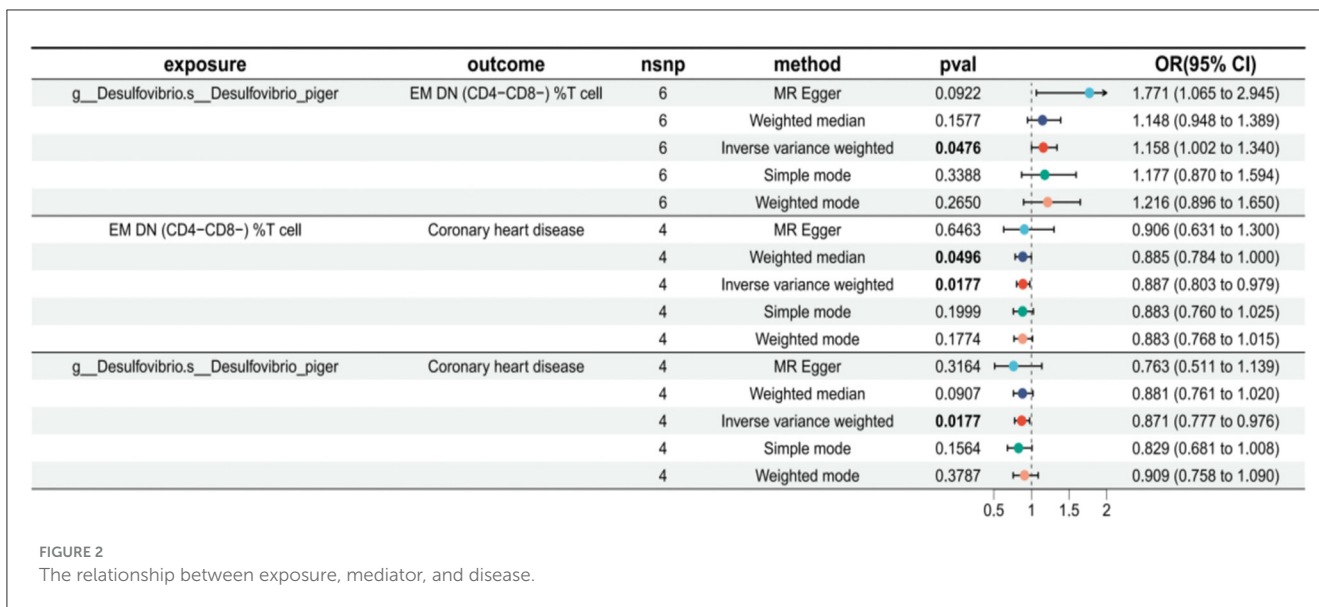 exposure outcome nsnp method pval OR(95% CI)
g__Desulfovibrio.s__Desulfovibrio_piger EM DN (CD4−CD8−) %T cell 6 MR Egger 0.0922 1.771 (1.065 to 2.945)
6 Weighted median 0.1577 1.148 (0.948 to 1.389)
6 Inverse variance weighted 0.0476 1.158 (1.002 to 1.340)
6 Simple mode 0.3388 1.177 (0.870 to 1.594)
6 Weighted mode 0.2650 1.216 (0.896 to 1.650)
EM DN (CD4−CD8−) %T cell Coronary heart disease 4 MR Egger 0.6463 0.906 (0.631 to 1.300)
4 Weighted median 0.0496 0.885 (0.784 to 1.000)
4 Inverse variance weighted 0.0177 0.887 (0.803 to 0.979)
4 Simple mode 0.1999 0.883 (0.760 to 1.025)
4 Weighted mode 0.1774 0.883 (0.768 to 1.015)
g__Desulfovibrio.s__Desulfovibrio_piger Coronary heart disease 4 MR Egger 0.3164 0.763 (0.511 to 1.139)
4 Weighted median 0.0907 0.881 (0.761 to 1.020)
4 Inverse variance weighted 0.0177 0.871 (0.777 to 0.976)
4 Simple mode 0.1564 0.829 (0.681 to 1.008)
4 Weighted mode 0.3787 0.909 (0.758 to 1.090)
0.5 1 1.5 2
FIGURE 2
The relationship between exposure, mediator, and disease.